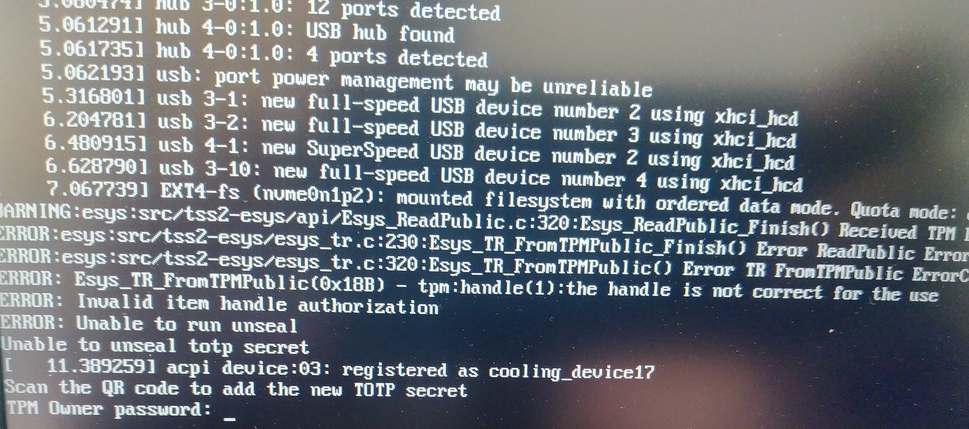 5.060474] hub 3-0:1.0: 12 ports detected
5.061291] hub 4-0:1.0: USB hub found
5.061735] hub 4-0:1.0: 4 ports detected
5.062193] usb: port power management may be unreliable
5.316801] usb 3-1: new full-speed USB device number 2 using xhci_hcd
6.204781] usb 3-2: new full-speed USB device number 3 using xhci_hcd
6.480915] usb 4-1: new SuperSpeed USB device number 2 using xhci_hcd
6.628790] usb 3-10: new full-speed USB device number 4 using xhci_hcd
7.067739] EXT4-fs (nvme0n1p2): mounted filesystem with ordered data mode. Quota mode:
WARNING:esys:src/tss2-esys/api/Esys_ReadPublic.c:320:Esys_ReadPublic_Finish() Received TPM
ERROR:esys:src/tss2-esys/esys_tr.c:230:Esys_TR_FromTPMPublic_Finish() Error ReadPublic Error
ERROR:esys:src/tss2-esys/esys_tr.c:320:Esys_TR_FromTPMPublic() Error TR FromTPMPublic ErrorC
ERROR: Esys_TR_FromTPMPublic(0x18B) - tpm:handle(1):the handle is not correct for the use
ERROR: Invalid item handle authorization
ERROR: Unable to run unseal
Unable to unseal totp secret
[ 11.389259] acpi device:03: registered as cooling_device17
Scan the QR code to add the new TOTP secret
TPM Owner password: _